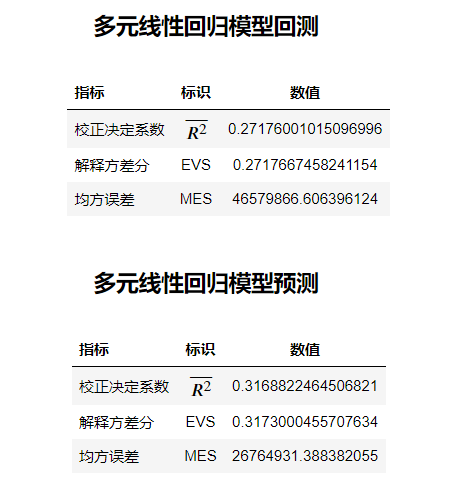 多元线性回归模型回测
指标 标识 数值
校正决定系数 $\overline{R^2}$ 0.27176001015096996
解释方差分 EVS 0.2717667458241154
均方误差 MES 46579866.606396124
多元线性回归模型预测
指标 标识 数值
校正决定系数 $\overline{R^2}$ 0.3168822464506821
解释方差分 EVS 0.3173000455707634
均方误差 MES 26764931.388382055